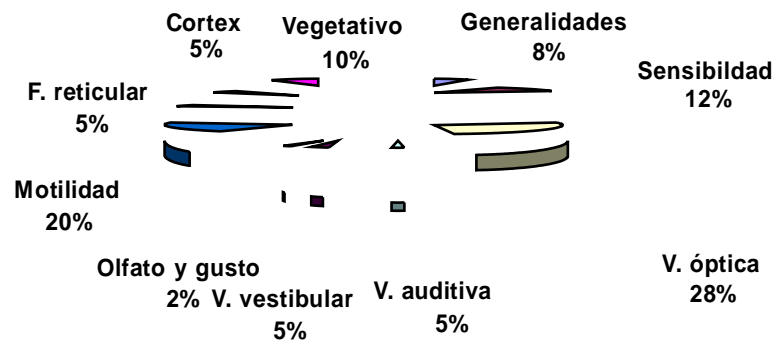 Cortex
5%
Vegetativo
10%
Generalidades
8%
Sensibildad
12%
F. reticular
5%
Motilidad
20%
Olfato y gusto
2%
V. vestibular
5%
V. auditiva
5%
V. óptica
28%